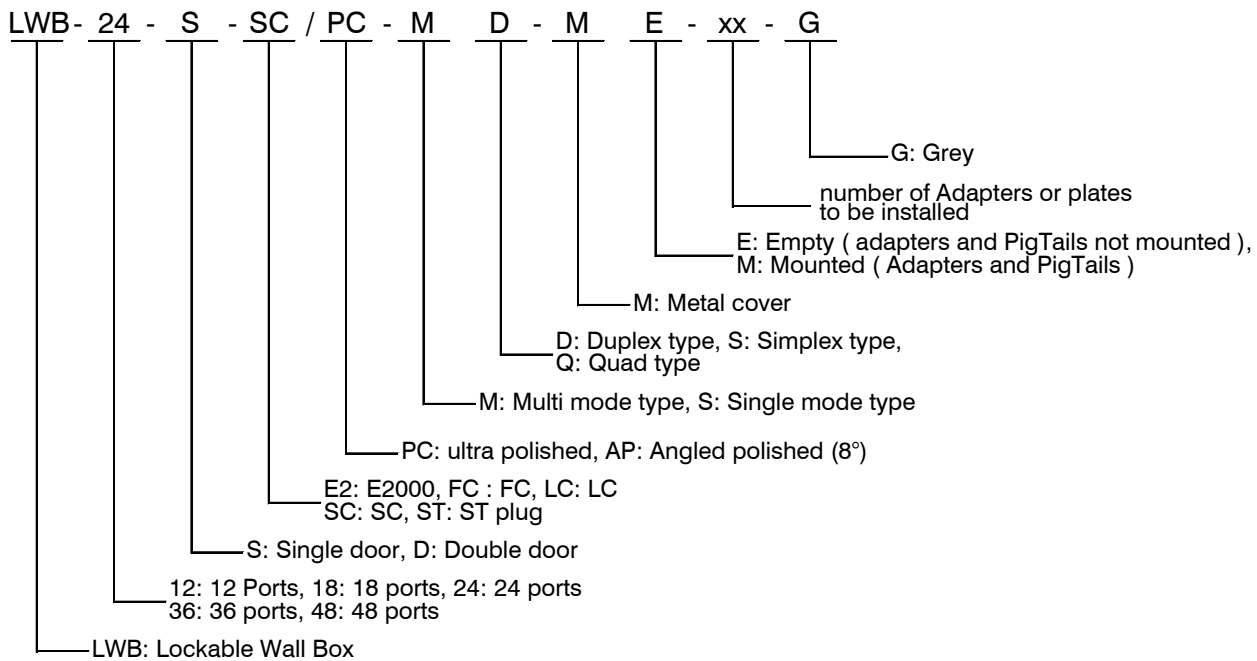 LWB - 24 - S - SC / PC - M D - M E - xx - G
G: Grey
number of Adapters or plates
to be installed
E: Empty ( adapters and PigTails not mounted ),
M: Mounted ( Adapters and PigTails )
M: Metal cover
D: Duplex type, S: Simplex type,
Q: Quad type
M: Multi mode type, S: Single mode type
PC: ultra polished, AP: Angled polished (8°)
E2: E2000, FC : FC, LC: LC
SC: SC, ST: ST plug
S: Single door, D: Double door
12: 12 Ports, 18: 18 ports, 24: 24 ports
36: 36 ports, 48: 48 ports
LWB: Lockable Wall Box